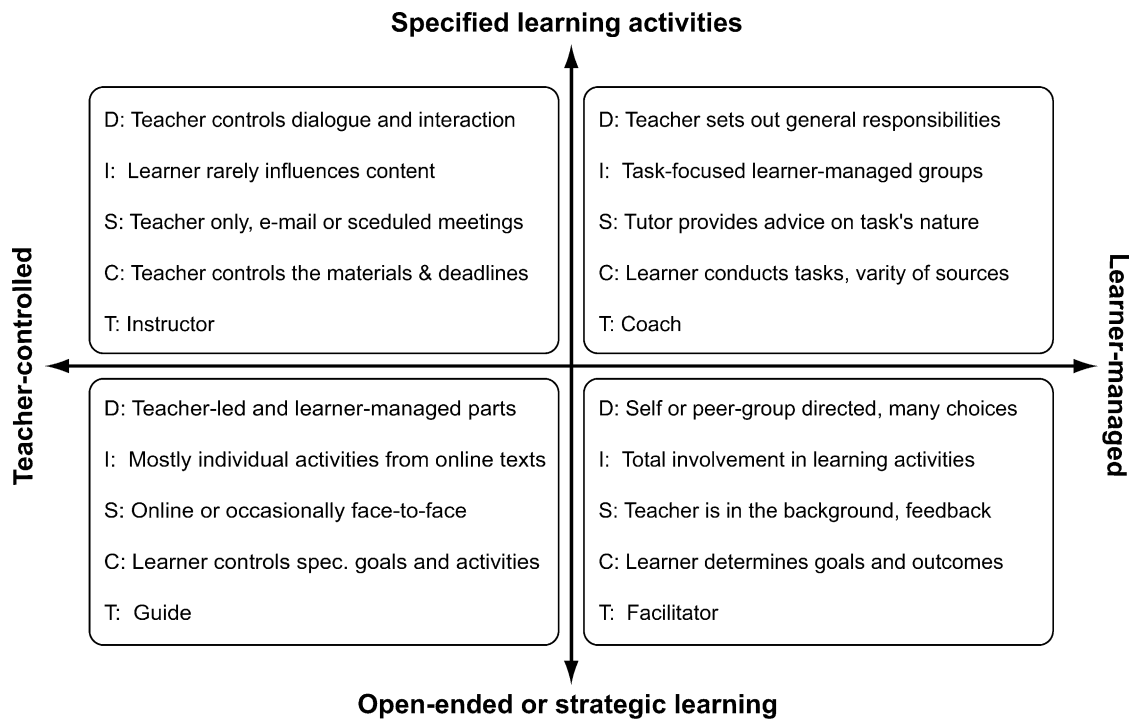 Specified learning activities
D: Teacher controls dialogue and interaction
I: Learner rarely influences content
S: Teacher only, e-mail or sceduled meetings
C: Teacher controls the materials & deadlines
T: Instructor
D: Teacher sets out general responsibilities
I: Task-focused learner-managed groups
S: Tutor provides advice on task's nature
C: Learner conducts tasks, varity of sources
T: Coach
Teacher-controlled
Learner-managed
D: Teacher-led and learner-managed parts
I: Mostly individual activities from online texts
S: Online or occasionally face-to-face
C: Learner controls spec. goals and activities
T: Guide
D: Self or peer-group directed, many choices
I: Total involvement in learning activities
S: Teacher is in the background, feedback
C: Learner determines goals and outcomes
T: Facilitator
Open-ended or strategic learning